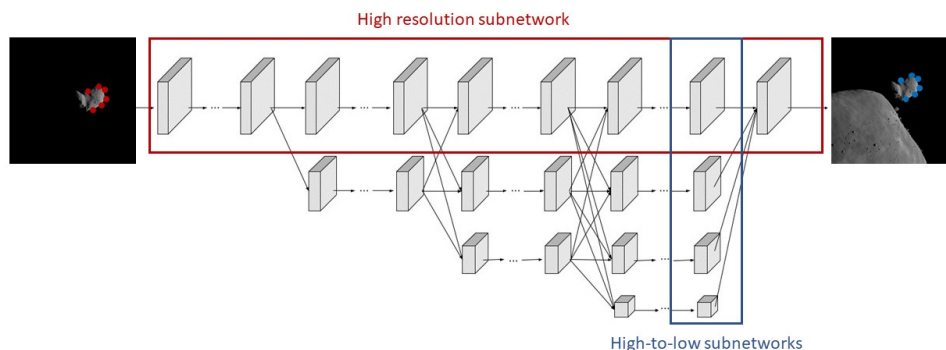 High resolution subnetwork
... ... ... ...
... ... ...
... ...
...
High-to-low subnetworks